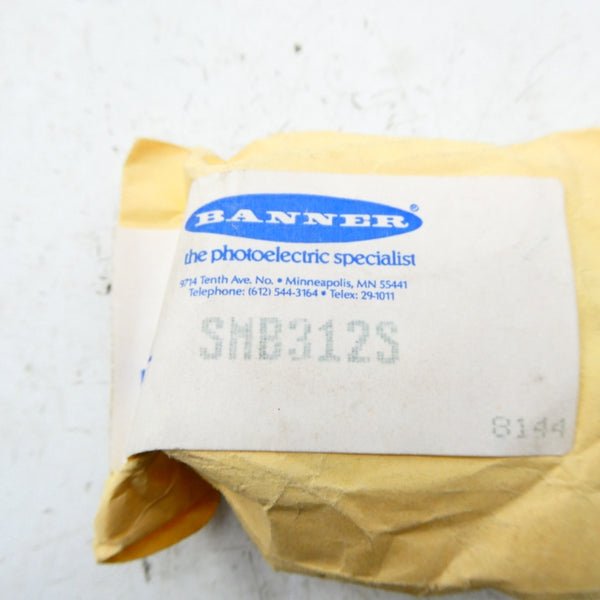 BANNER®
the photoelectric specialist
9714 Tenth Ave. No. • Minneapolis, MN 55441
Telephone: (612) 544-3164 • Telex: 29-1011
SMB312S
8144